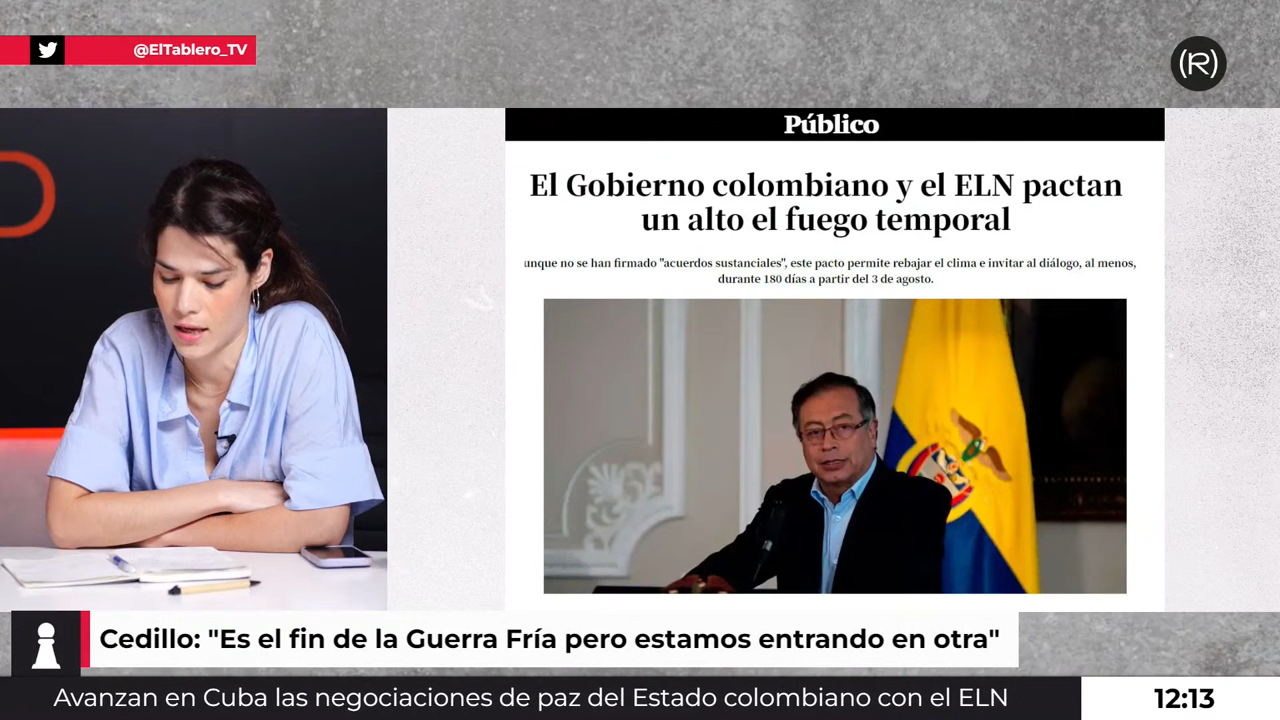 @ElTablero_TV
(R)
Público
El Gobierno colombiano y el ELN pactan
un alto el fuego temporal
unque no se han firmado "acuerdos sustanciales", este pacto permite rebajar el clima e invitar al diálogo, al menos,
durante 180 días a partir del 3 de agosto.
Cedillo: "Es el fin de la Guerra Fría pero estamos entrando en otra"
Avanzan en Cuba las negociaciones de paz del Estado colombiano con el ELN
12:13